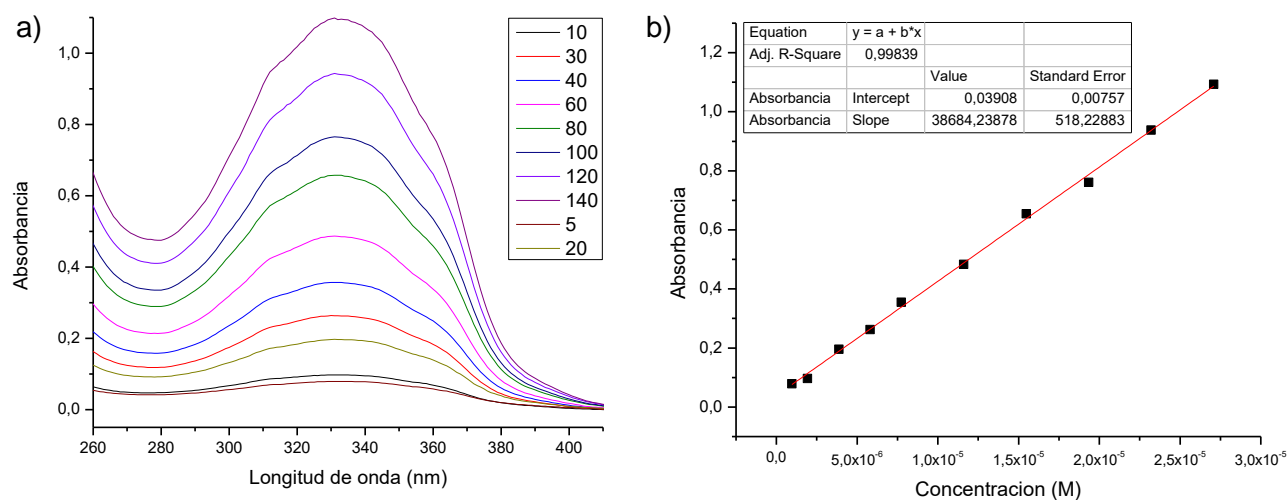 a)
Absorbancia
1,0
0,8
0,6
0,4
0,2
0,0
260 280 300 320 340 360 380 400
Longitud de onda (nm)
10
30
40
60
80
100
120
140
5
20
b)
Absorbancia
1,2
1,0
0,8
0,6
0,4
0,2
0,0
0,0 5,0x10⁻⁶ 1,0x10⁻⁵ 1,5x10⁻⁵ 2,0x10⁻⁵ 2,5x10⁻⁵ 3,0x10⁻⁵
Concentracion (M)
Equation y = a + b*x
Adj. R-Square 0,99839
Value Standard Error
Absorbancia Intercept 0,03908 0,00757
Absorbancia Slope 38684,23878 518,22883